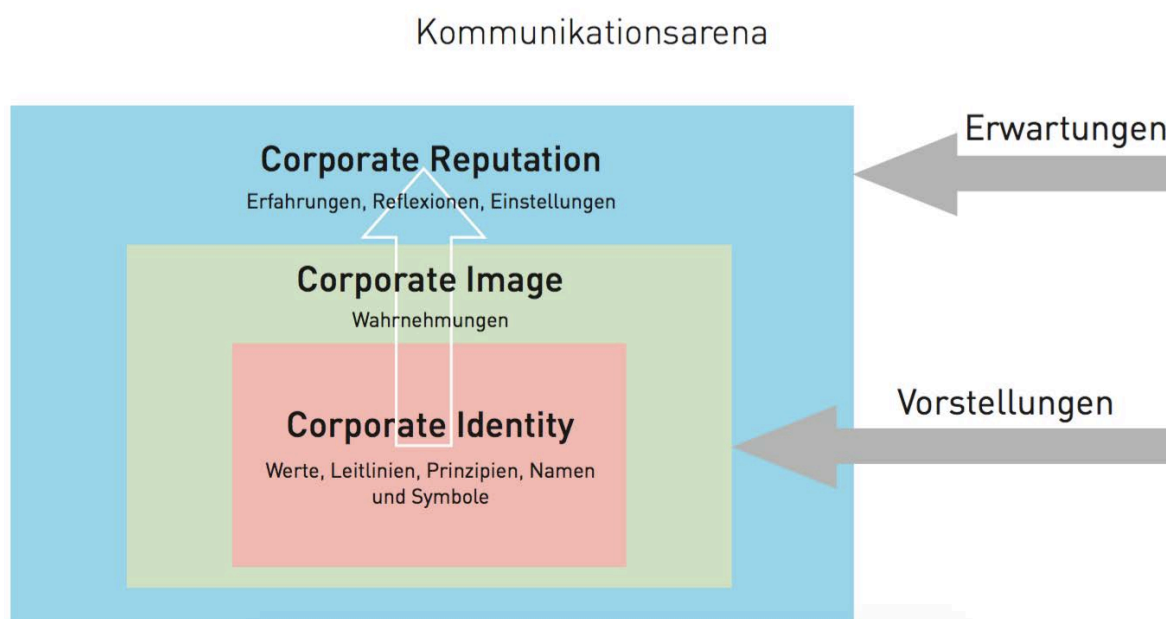 Kommunikationsarena
Erwartungen
Corporate Reputation
Erfahrungen, Reflexionen, Einstellungen
Corporate Image
Wahrnehmungen
Vorstellungen
Corporate Identity
Werte, Leitlinien, Prinzipien, Namen
und Symbole